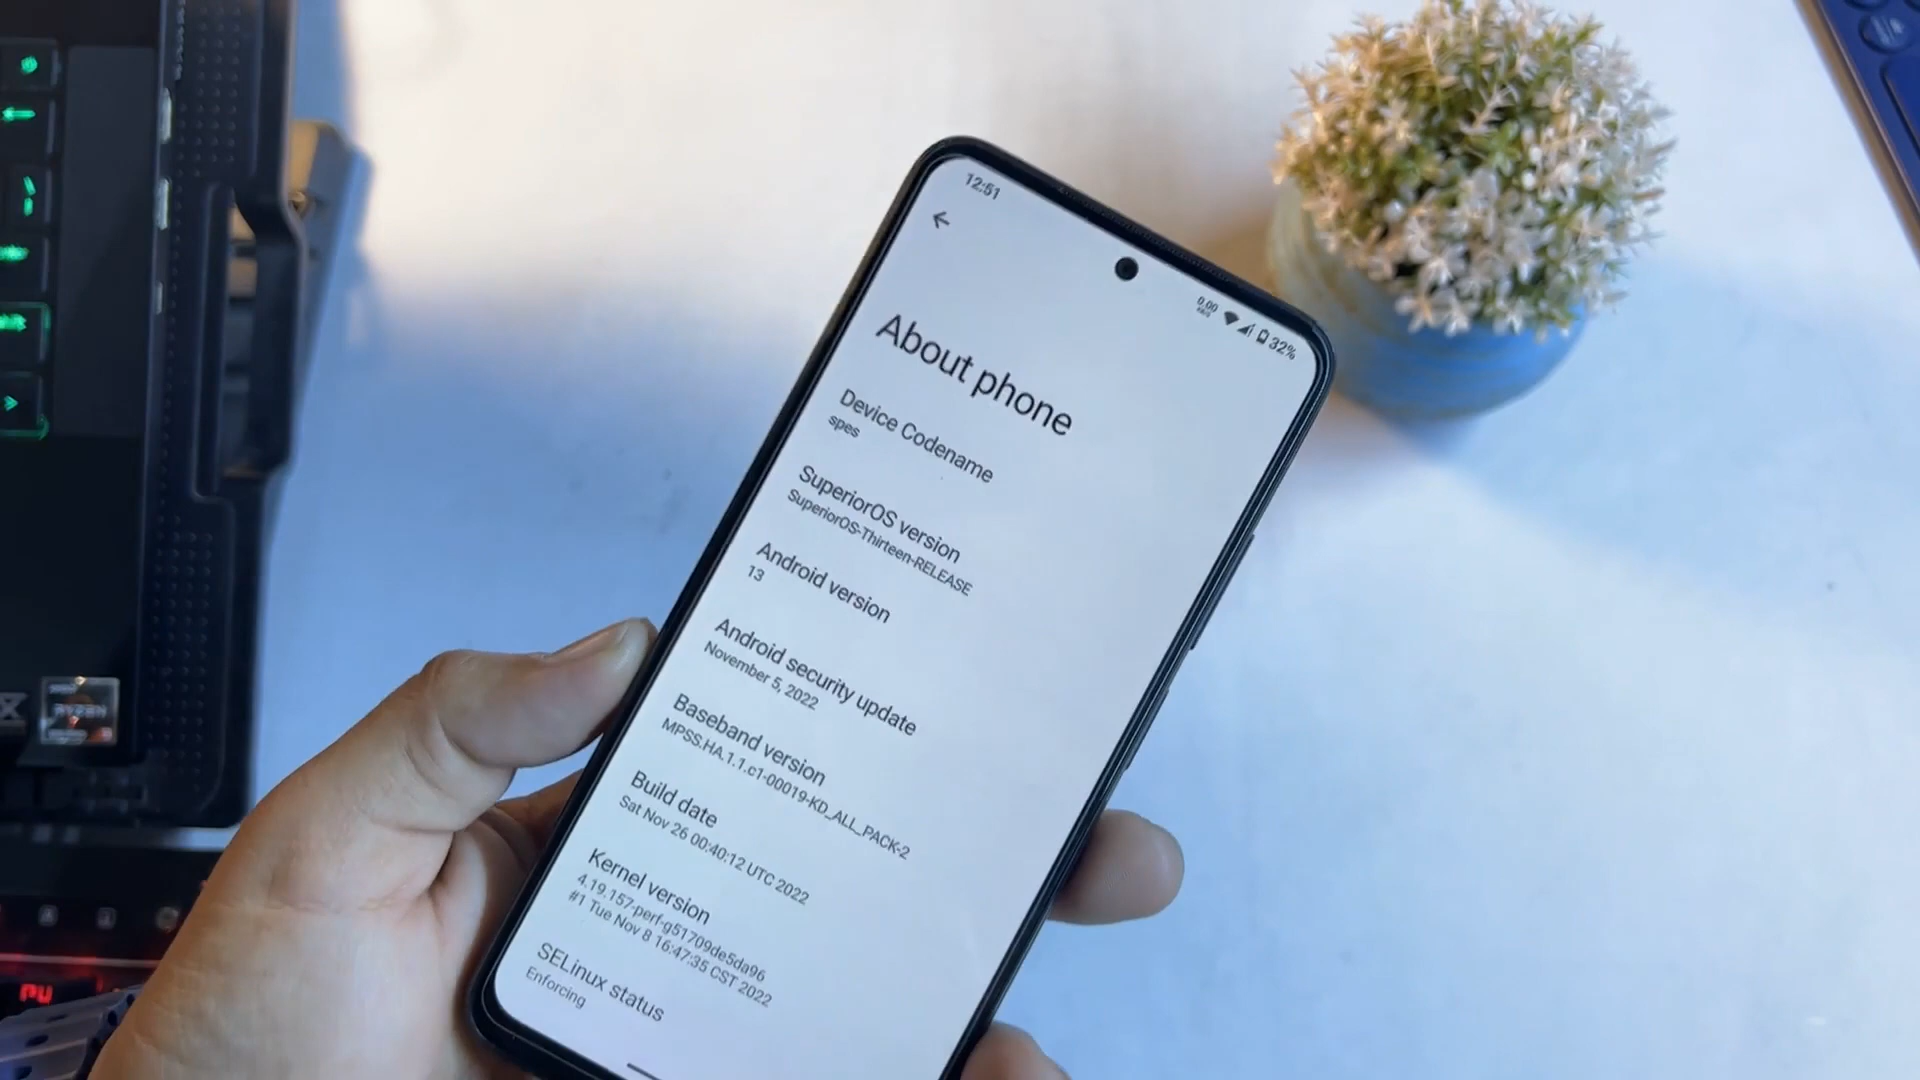 12:51
0.00
32%
About phone
Device Codename
spes
SuperiorOS version
SuperiorOS-Thirteen-RELEASE
Android version
13
Android security update
November 5, 2022
Baseband version
MPSS.HA.1.1.c1-00019-KD_ALL_PACK-2
Build date
Sat Nov 26 00:40:12 UTC 2022
Kernel version
4.19.157-perf-g51709de5da96
#1 Tue Nov 8 16:47:35 CST 2022
SELinux status
Enforcing
RYZEN